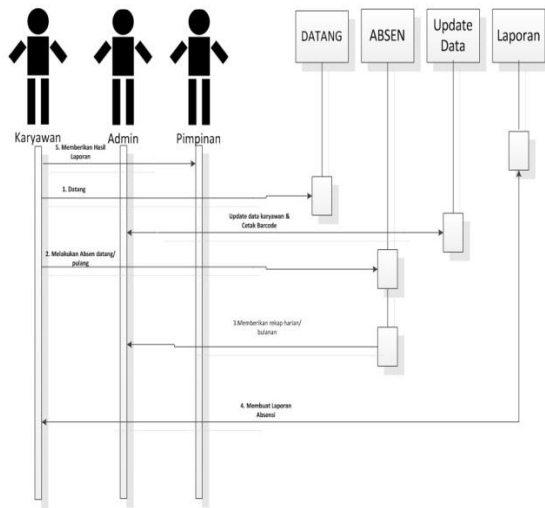 DATANG
ABSEN
Update
Data
Laporan
Karyawan
Admin
Pimpinan
5. Memberikan Hasil
Laporan
1. Datang
Update data karyawan &
Cetak Barcode
2. Melakukan Absen datang/
pulang
3.Memberikan rekap harian/
bulanan
4. Membuat Laporan
Absensi